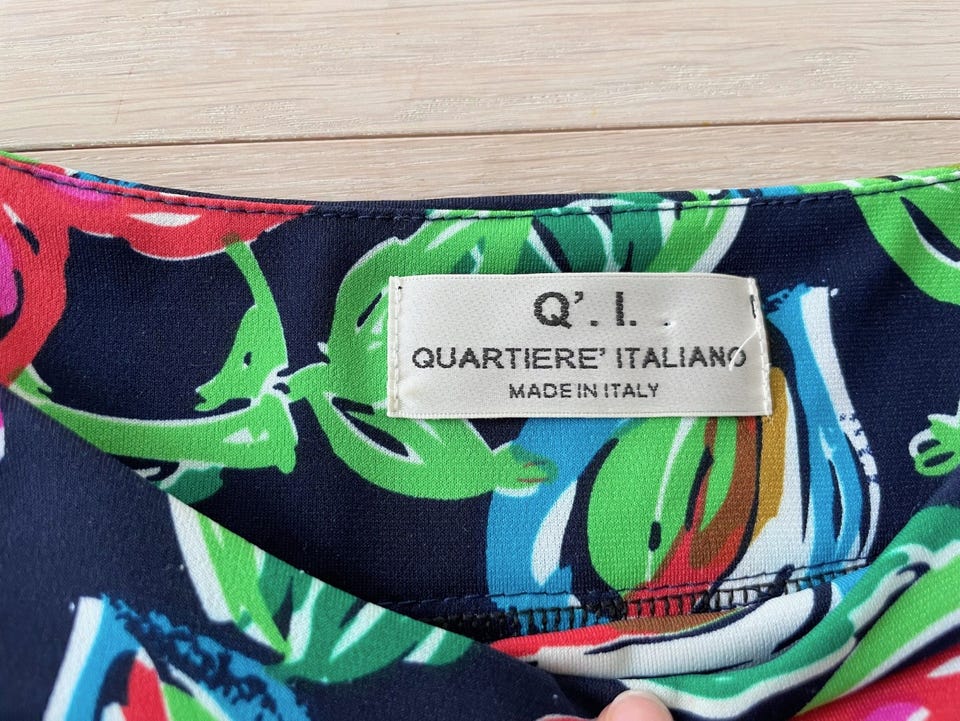 Q'. I.
QUARTIERE' ITALIANO
MADE IN ITALY